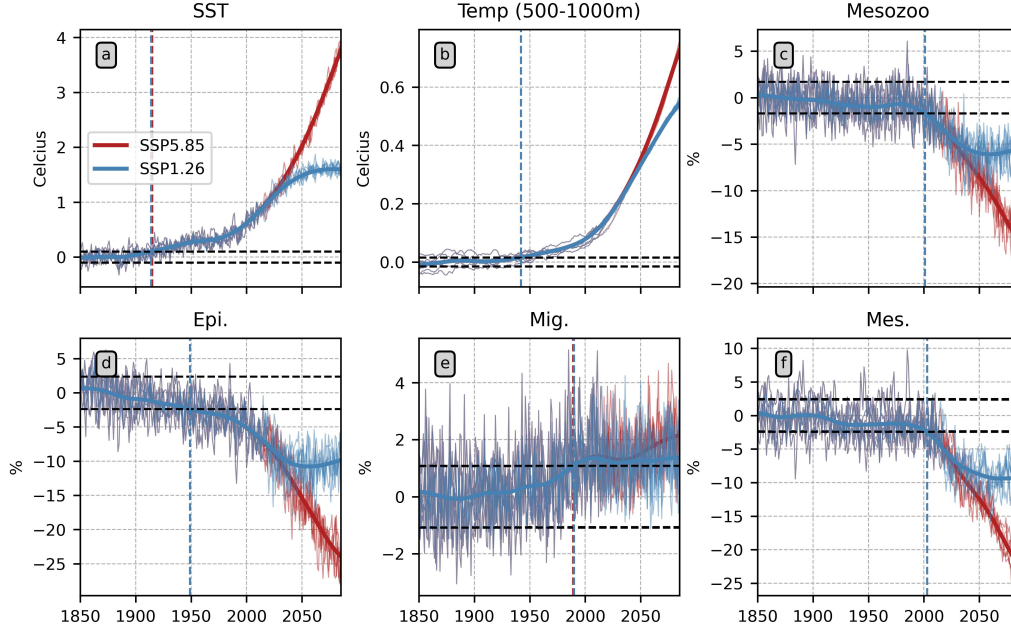 SST
Temp (500-1000m)
Mesozoo
a
b
c
4
3
2
1
0
Celcius
SSP5.85
SSP1.26
0.6
0.4
0.2
0.0
Celcius
5
0
−5
−10
−15
−20
%
Epi.
Mig.
Mes.
d
e
f
5
0
−5
−10
−15
−20
−25
%
4
2
0
−2
%
10
5
0
−5
−10
−15
−20
−25
%
1850 1900 1950 2000 2050
1850 1900 1950 2000 2050
1850 1900 1950 2000 2050